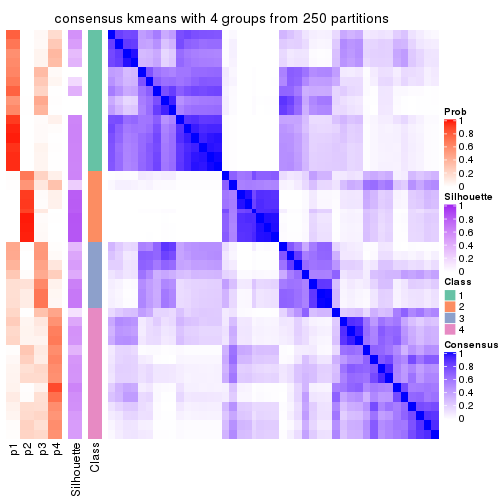 consensus kmeans with 4 groups from 250 partitions
Prob
1
0.8
0.6
0.4
0.2
0
Silhouette
1
0.8
0.6
0.4
0.2
0
Class
1
2
3
4
Consensus
1
0.8
0.6
0.4
0.2
0
p1
p2
p3
p4
Silhouette
Class